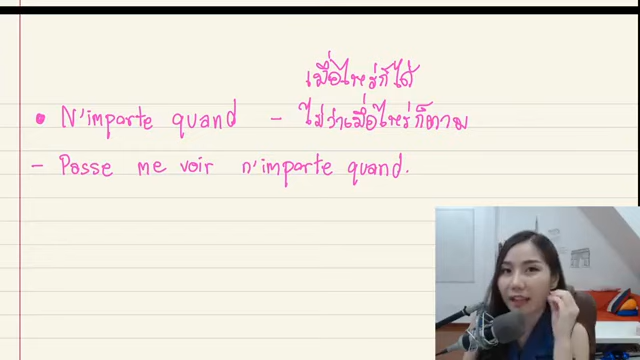 เมื่อไหร่ก็ได้
• N'importe quand - ไม่ว่าเมื่อไหร่ก็ตาม
- Passe me voir n'importe quand.